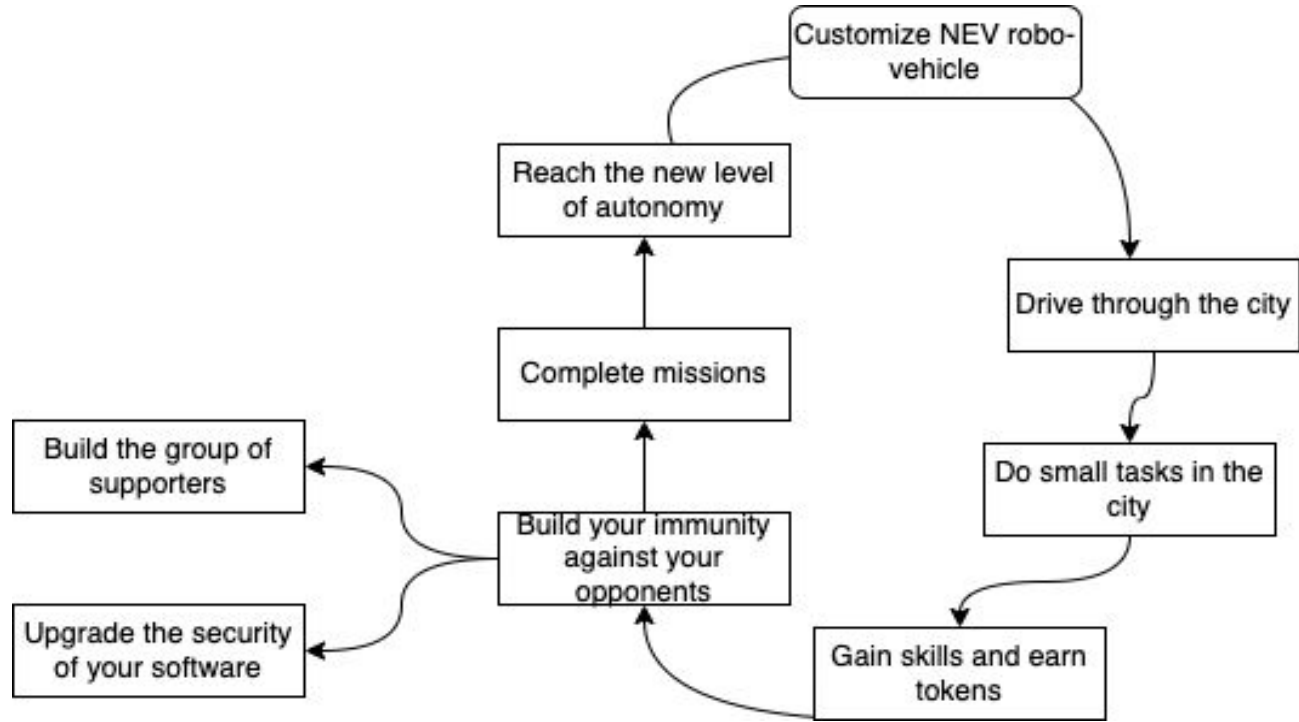 Customize NEV robo-
vehicle
Reach the new level
of autonomy
Drive through the city
Complete missions
Build the group of
supporters
Do small tasks in the
city
Build your immunity
against your
opponents
Upgrade the security
of your software
Gain skills and earn
tokens